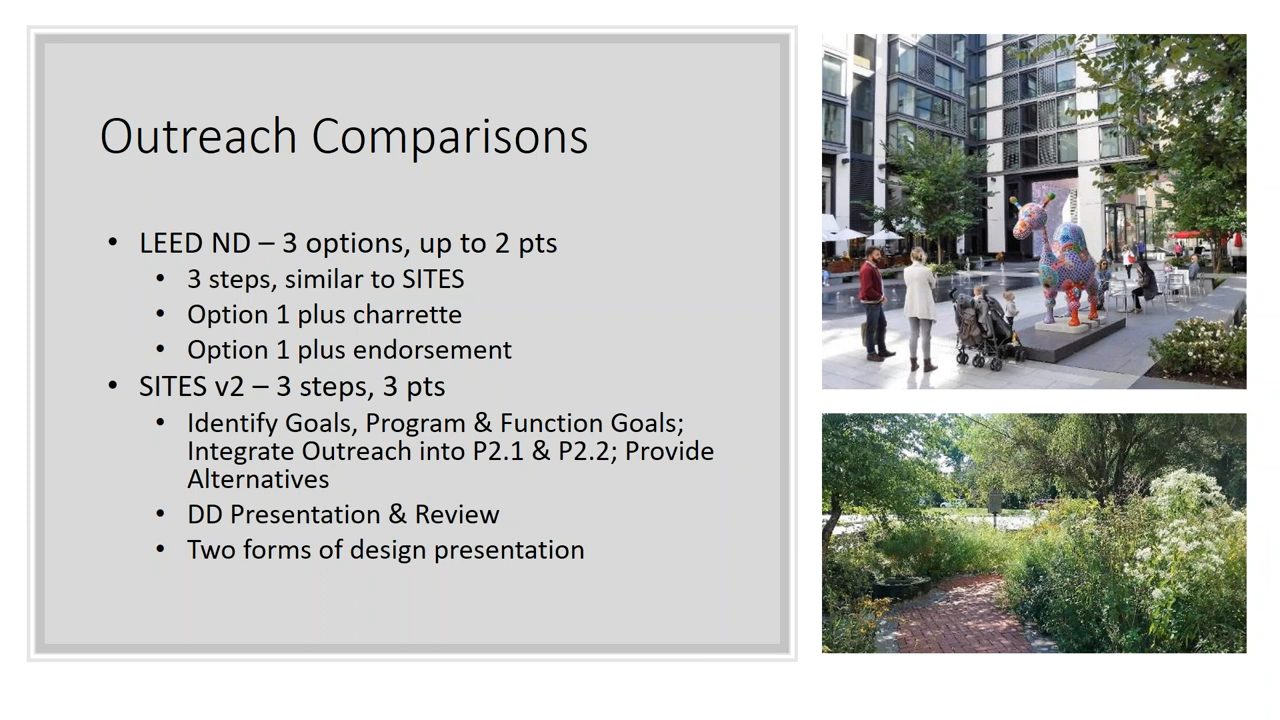 Outreach Comparisons
• LEED ND – 3 options, up to 2 pts
• 3 steps, similar to SITES
• Option 1 plus charrette
• Option 1 plus endorsement
• SITES v2 – 3 steps, 3 pts
• Identify Goals, Program & Function Goals;
Integrate Outreach into P2.1 & P2.2; Provide
Alternatives
• DD Presentation & Review
• Two forms of design presentation